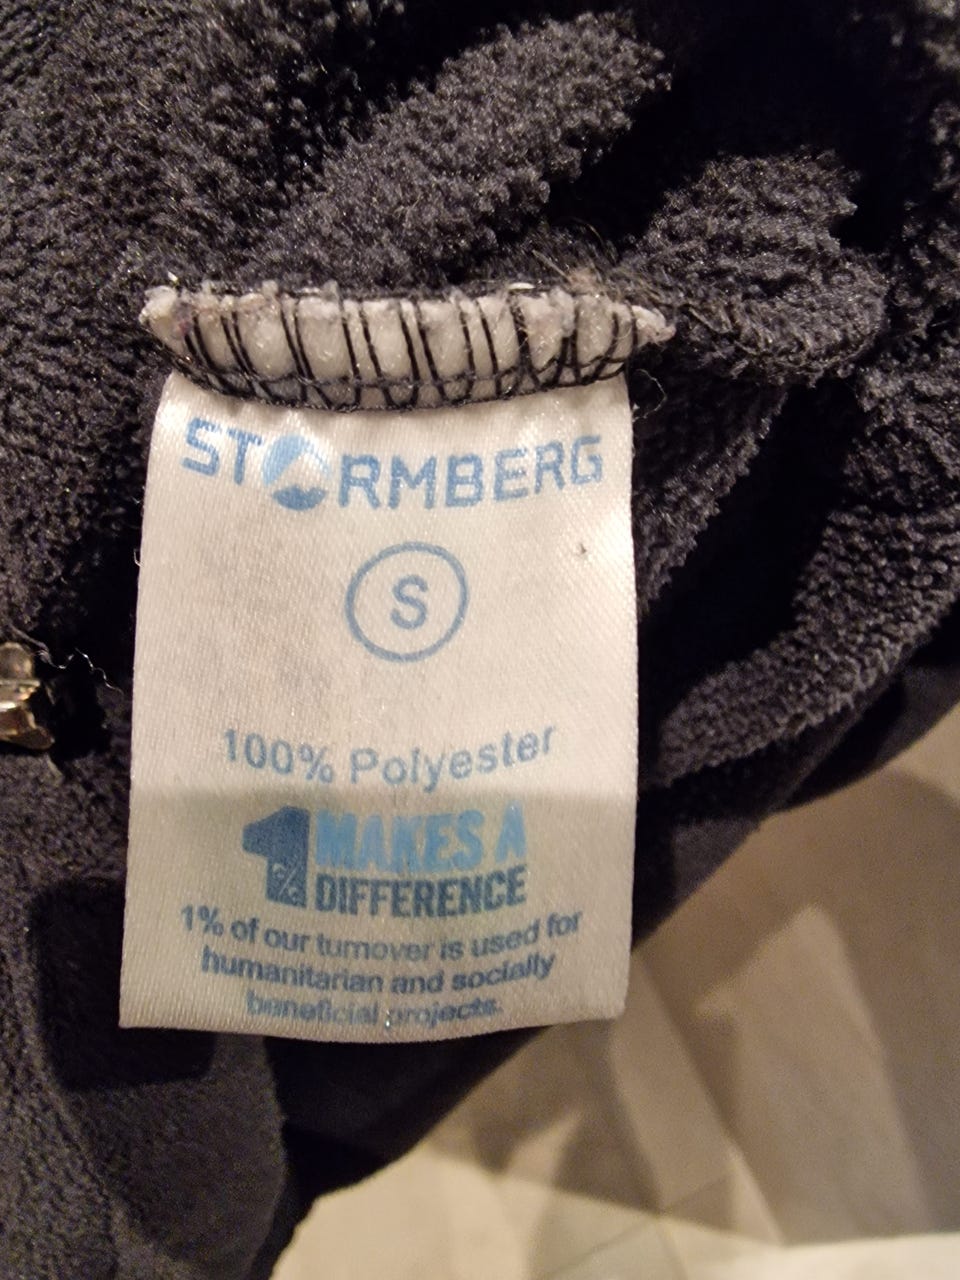 STORMBERG
S
100% Polyester
1% MAKES A
DIFFERENCE
1% of our turnover is used for
humanitarian and socially
beneficial projects.